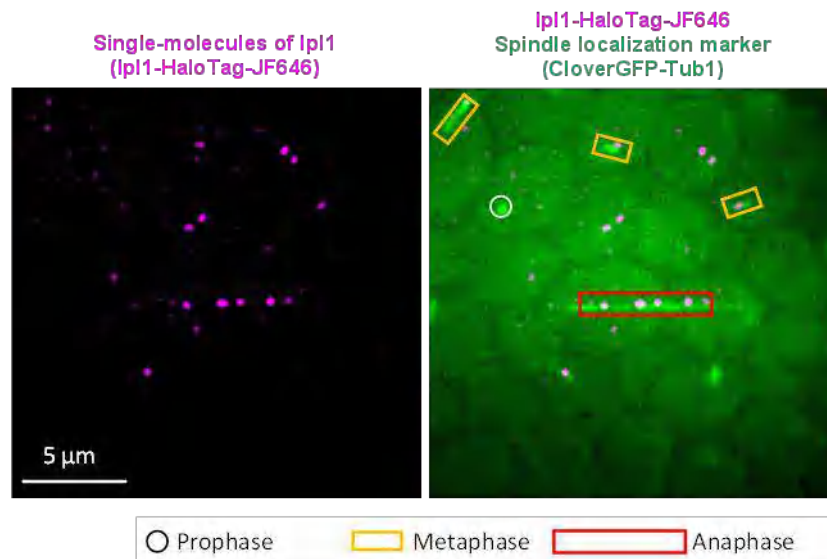 Single-molecules of Ipl1
(Ipl1-HaloTag-JF646)
Ipl1-HaloTag-JF646
Spindle localization marker
(CloverGFP-Tub1)
5 µm
Prophase
Metaphase
Anaphase